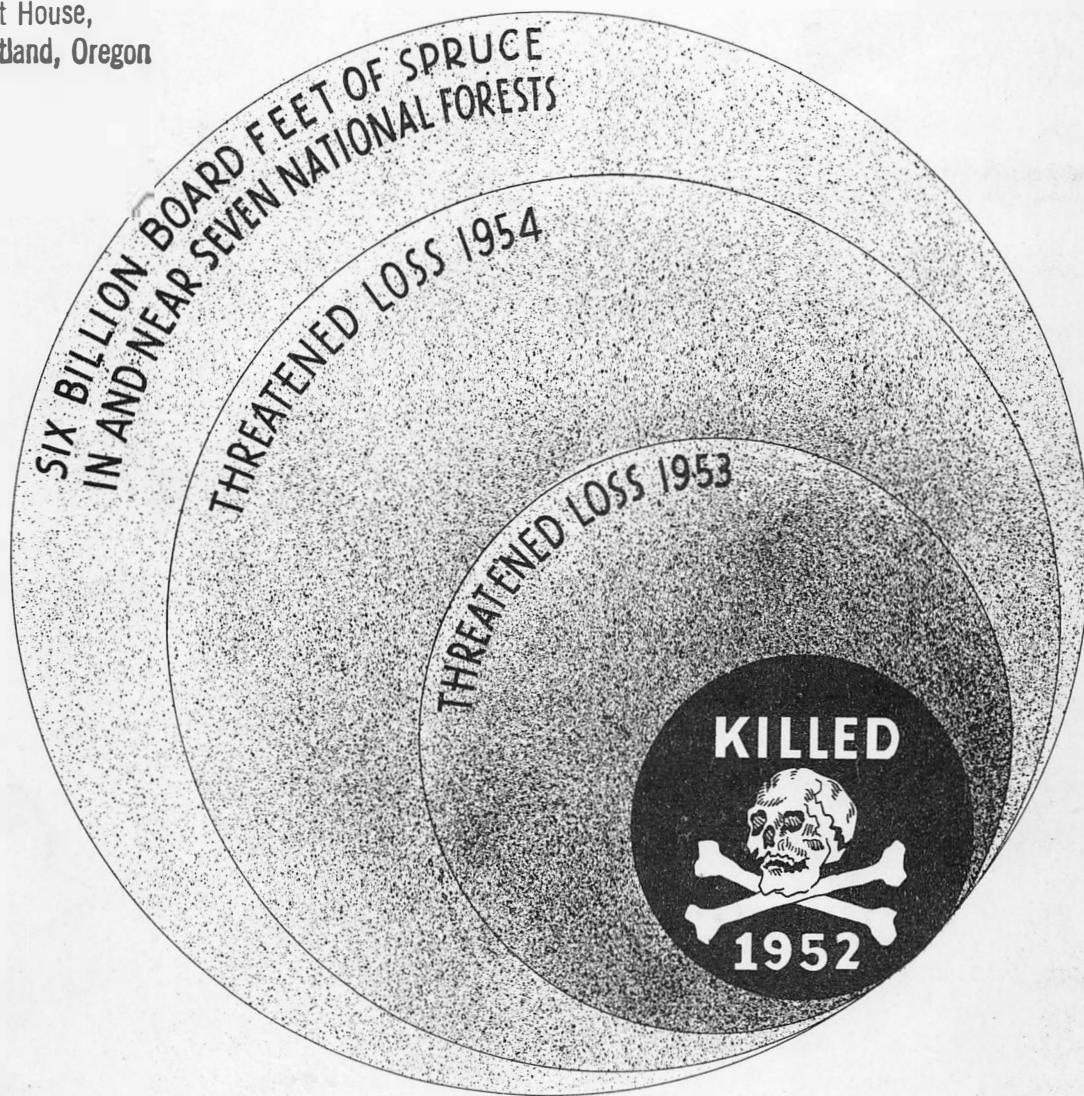 t House,
tland, Oregon
SIX BILLION BOARD FEET OF SPRUCE
IN AND NEAR SEVEN NATIONAL FORESTS
THREATENED LOSS 1954
THREATENED LOSS 1953
KILLED
1952